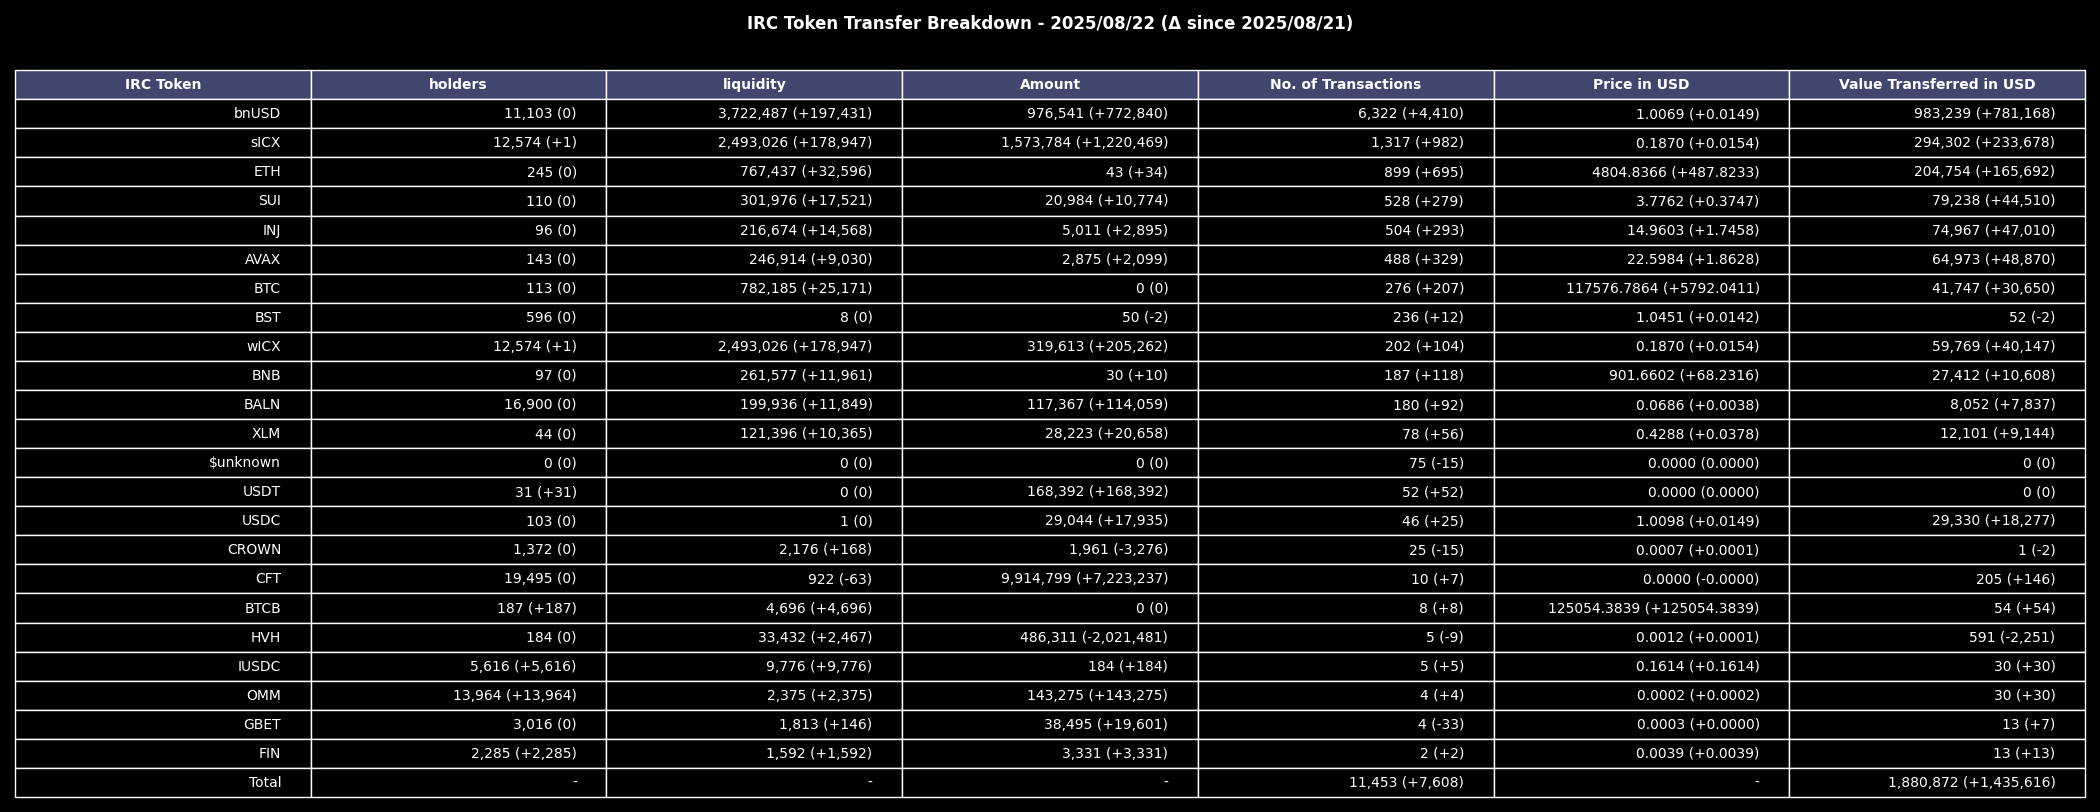 IRC Token Transfer Breakdown - 2025/08/22 (Δ since 2025/08/21)
IRC Token holders liquidity Amount No. of Transactions Price in USD Value Transferred in USD
bnUSD 11,103 (0) 3,722,487 (+197,431) 976,541 (+772,840) 6,322 (+4,410) 1.0069 (+0.0149) 983,239 (+781,168)
sICX 12,574 (+1) 2,493,026 (+178,947) 1,573,784 (+1,220,469) 1,317 (+982) 0.1870 (+0.0154) 294,302 (+233,678)
ETH 245 (0) 767,437 (+32,596) 43 (+34) 899 (+695) 4804.8366 (+487.8233) 204,754 (+165,692)
SUI 110 (0) 301,976 (+17,521) 20,984 (+10,774) 528 (+279) 3.7762 (+0.3747) 79,238 (+44,510)
INJ 96 (0) 216,674 (+14,568) 5,011 (+2,895) 504 (+293) 14.9603 (+1.7458) 74,967 (+47,010)
AVAX 143 (0) 246,914 (+9,030) 2,875 (+2,099) 488 (+329) 22.5984 (+1.8628) 64,973 (+48,870)
BTC 113 (0) 782,185 (+25,171) 0 (0) 276 (+207) 117576.7864 (+5792.0411) 41,747 (+30,650)
BST 596 (0) 8 (0) 50 (-2) 236 (+12) 1.0451 (+0.0142) 52 (-2)
wICX 12,574 (+1) 2,493,026 (+178,947) 319,613 (+205,262) 202 (+104) 0.1870 (+0.0154) 59,769 (+40,147)
BNB 97 (0) 261,577 (+11,961) 30 (+10) 187 (+118) 901.6602 (+68.2316) 27,412 (+10,608)
BALN 16,900 (0) 199,936 (+11,849) 117,367 (+114,059) 180 (+92) 0.0686 (+0.0038) 8,052 (+7,837)
XLM 44 (0) 121,396 (+10,365) 28,223 (+20,658) 78 (+56) 0.4288 (+0.0378) 12,101 (+9,144)
$unknown 0 (0) 0 (0) 0 (0) 75 (-15) 0.0000 (0.0000) 0 (0)
USDT 31 (+31) 0 (0) 168,392 (+168,392) 52 (+52) 0.0000 (0.0000) 0 (0)
USDC 103 (0) 1 (0) 29,044 (+17,935) 46 (+25) 1.0098 (+0.0149) 29,330 (+18,277)
CROWN 1,372 (0) 2,176 (+168) 1,961 (-3,276) 25 (-15) 0.0007 (+0.0001) 1 (-2)
CFT 19,495 (0) 922 (-63) 9,914,799 (+7,223,237) 10 (+7) 0.0000 (-0.0000) 205 (+146)
BTCB 187 (+187) 4,696 (+4,696) 0 (0) 8 (+8) 125054.3839 (+125054.3839) 54 (+54)
HVH 184 (0) 33,432 (+2,467) 486,311 (-2,021,481) 5 (-9) 0.0012 (+0.0001) 591 (-2,251)
IUSDC 5,616 (+5,616) 9,776 (+9,776) 184 (+184) 5 (+5) 0.1614 (+0.1614) 30 (+30)
OMM 13,964 (+13,964) 2,375 (+2,375) 143,275 (+143,275) 4 (+4) 0.0002 (+0.0002) 30 (+30)
GBET 3,016 (0) 1,813 (+146) 38,495 (+19,601) 4 (-33) 0.0003 (+0.0000) 13 (+7)
FIN 2,285 (+2,285) 1,592 (+1,592) 3,331 (+3,331) 2 (+2) 0.0039 (+0.0039) 13 (+13)
Total - - - 11,453 (+7,608) - 1,880,872 (+1,435,616)